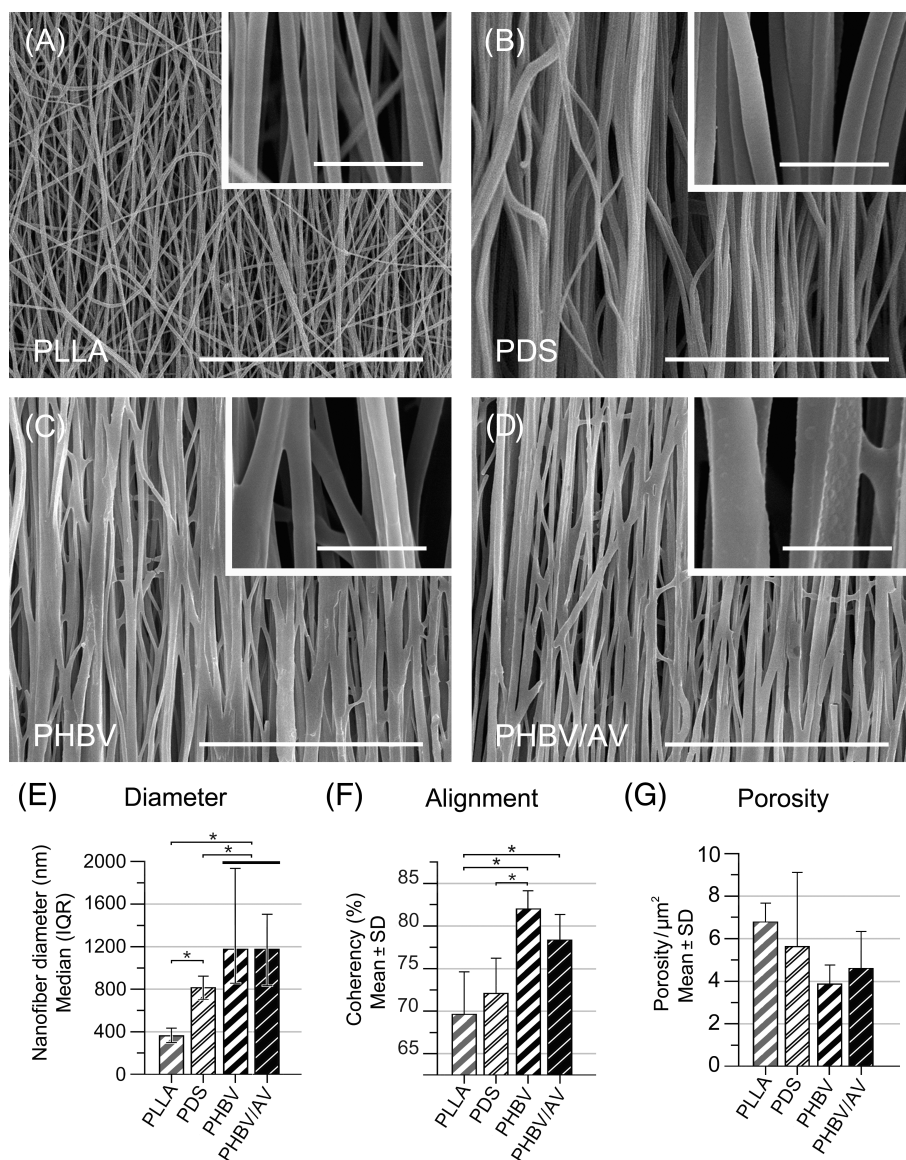 (A)
PLLA
(B)
PDS
(C)
PHBV
(D)
PHBV/AV
(E) Diameter
Nanofiber diameter (nm)
Median (IQR)
2000
1600
1200
800
400
0
*
*
*
PLLA
PDS
PHBV
PHBV/AV
(F) Alignment
Coherency (%)
Mean ± SD
85
80
75
70
65
*
*
*
PLLA
PDS
PHBV
PHBV/AV
(G) Porosity
Porosity/µm²
Mean ± SD
10
8
6
4
2
0
PLLA
PDS
PHBV
PHBV/AV